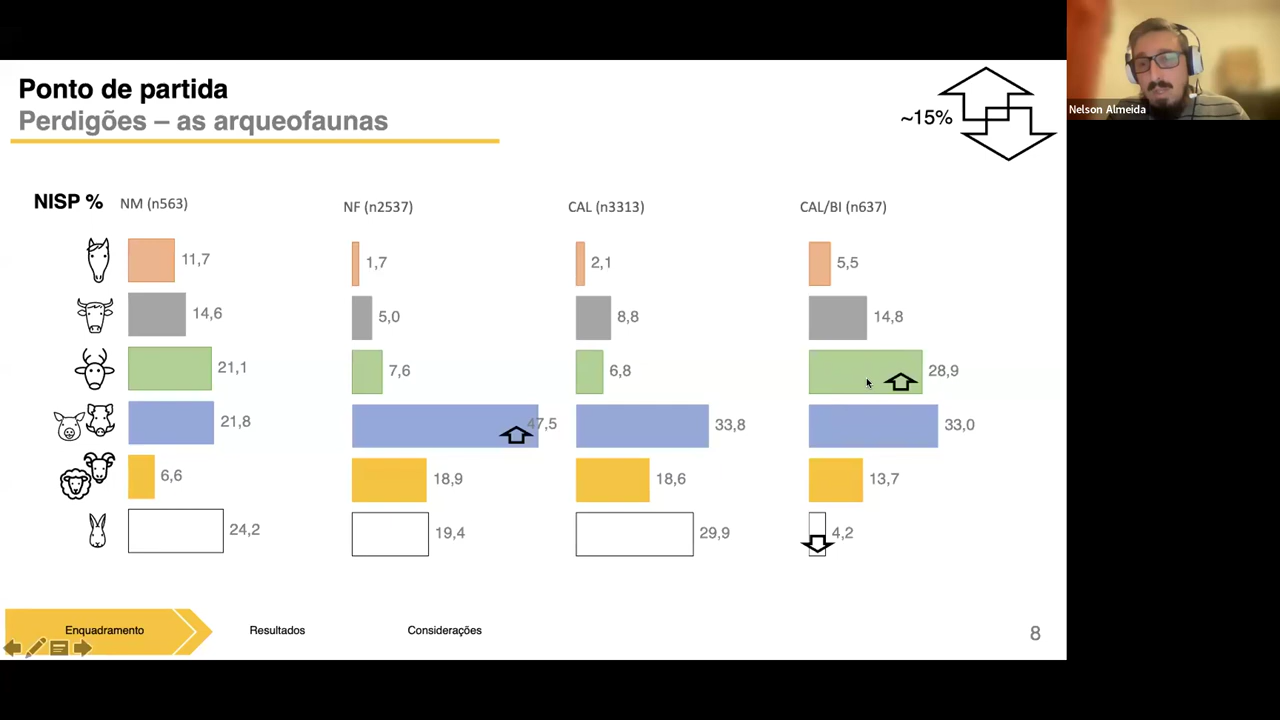 Ponto de partida
Perdigões – as arqueofaunas
~15%
Nelson Almeida
NISP %
NM (n563)
NF (n2537)
CAL (n3313)
CAL/BI (n637)
11,7
1,7
2,1
5,5
14,6
5,0
8,8
14,8
21,1
7,6
6,8
28,9
21,8
47,5
33,8
33,0
6,6
18,9
18,6
13,7
24,2
19,4
29,9
4,2
Enquadramento
Resultados
Considerações
8